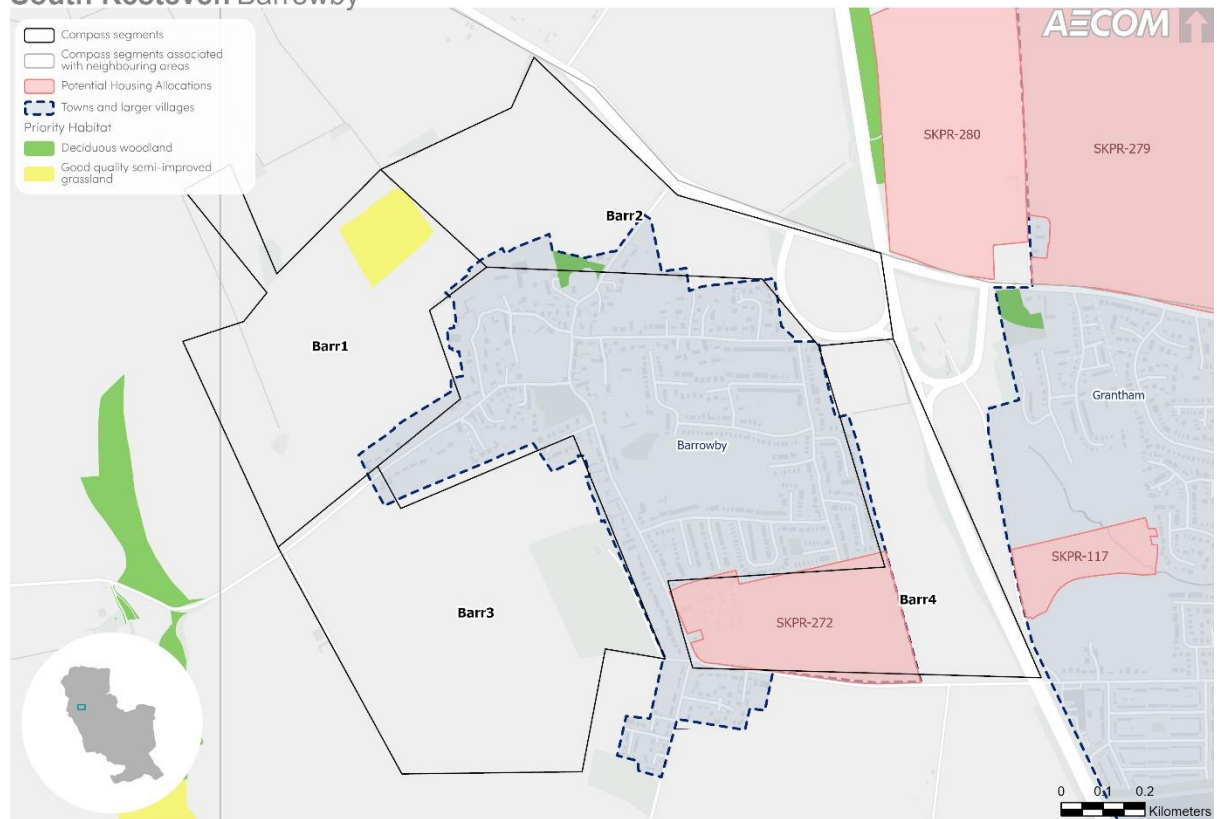 South Kesteven Barrowby
AECOM
Compass segments
Compass segments associated
with neighbouring areas
Potential Housing Allocations
Towns and larger villages
Priority Habitat
Deciduous woodland
Good quality semi-improved
grassland
SKPR-280
SKPR-279
Barr2
Barr1
Grantham
Barrowby
SKPR-117
Barr4
Barr3
SKPR-272
0 0.1 0.2
Kilometers